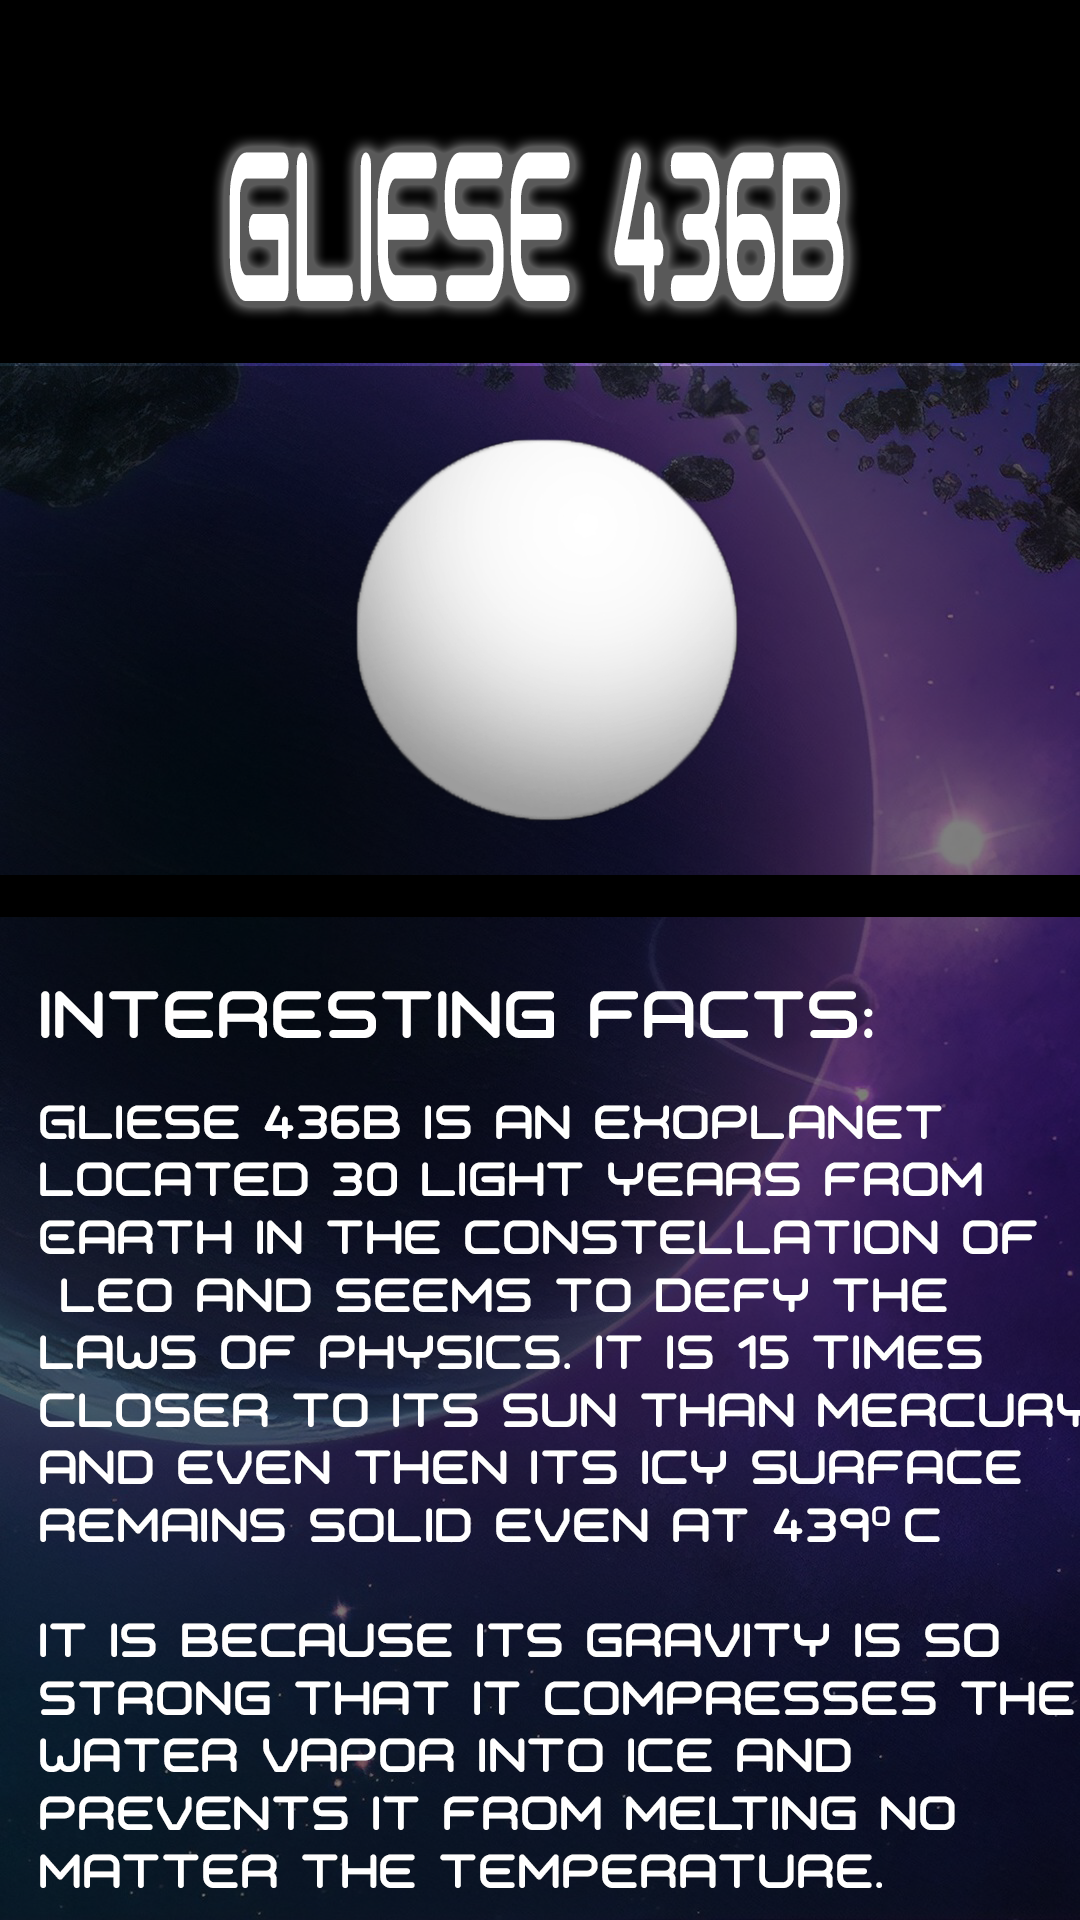 GLIESE 436B
INTERESTING FACTS:
GLIESE 436B IS AN EXOPLANET
LOCATED 30 LIGHT YEARS FROM
EARTH IN THE CONSTELLATION OF
LEO AND SEEMS TO DEFY THE
LAWS OF PHYSICS. IT IS 15 TIMES
CLOSER TO ITS SUN THAN MERCURY
AND EVEN THEN ITS ICY SURFACE
REMAINS SOLID EVEN AT 439⁰ C
IT IS BECAUSE ITS GRAVITY IS SO
STRONG THAT IT COMPRESSES THE
WATER VAPOR INTO ICE AND
PREVENTS IT FROM MELTING NO
MATTER THE TEMPERATURE.